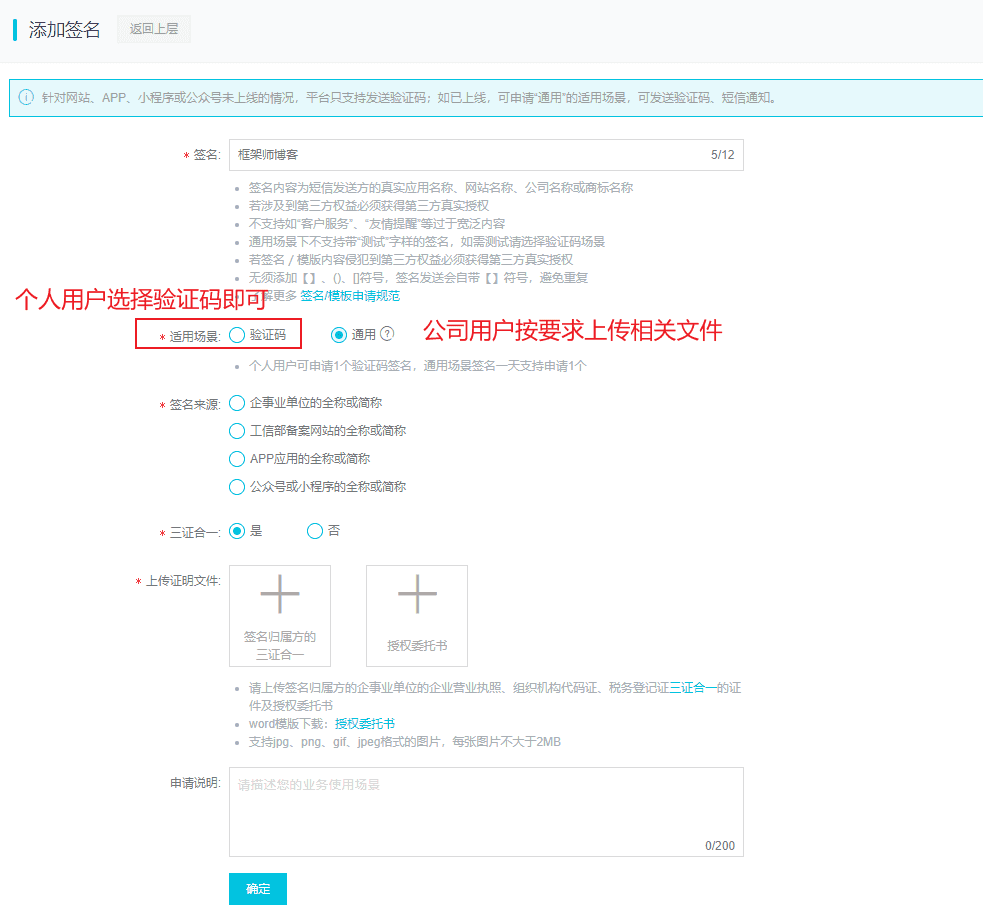 添加签名 返回上层
针对网站、APP、小程序或公众号未上线的情况，平台只支持发送验证码；如已上线，可申请“通用”的适用场景，可发送验证码、短信通知。
* 签名: 框架师博客 5/12
签名内容为短信发送方的真实应用名称、网站名称、公司名称或商标名称
若涉及到第三方权益必须获得第三方真实授权
不支持如“客户服务”、“友情提醒”等过于宽泛内容
通用场景下不支持带“测试”字样的签名，如需测试请选择验证码场景
若签名 / 模版内容侵犯到第三方权益必须获得第三方真实授权
无须添加【 】、()、[]符号，签名发送会自带【 】符号，避免重复
了解更多 签名/模板申请规范
个人用户选择验证码即可
* 适用场景: 验证码 通用 ? 公司用户按要求上传相关文件
个人用户可申请1个验证码签名，通用场景签名一天支持申请1个
* 签名来源: 企事业单位的全称或简称
工信部备案网站的全称或简称
APP应用的全称或简称
公众号或小程序的全称或简称
* 三证合一: 是 否
* 上传证明文件:
签名归属方的
三证合一
授权委托书
请上传签名归属方的企事业单位的企业营业执照、组织机构代码证、税务登记证三证合一的证
件及授权委托书
word模版下载：授权委托书
支持jpg、png、gif、jpeg格式的图片，每张图片不大于2MB
申请说明: 请描述您的业务使用场景
0/200
确定